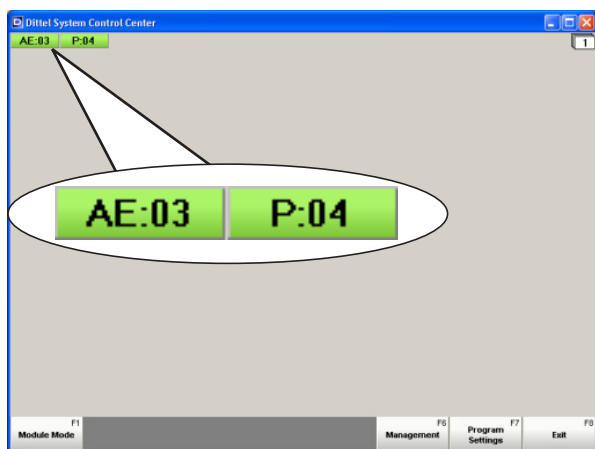 Dittel System Control Center
AE:03 P:04
1
AE:03 P:04
F1
Module Mode
F6
Management
F7
Program
Settings
F8
Exit